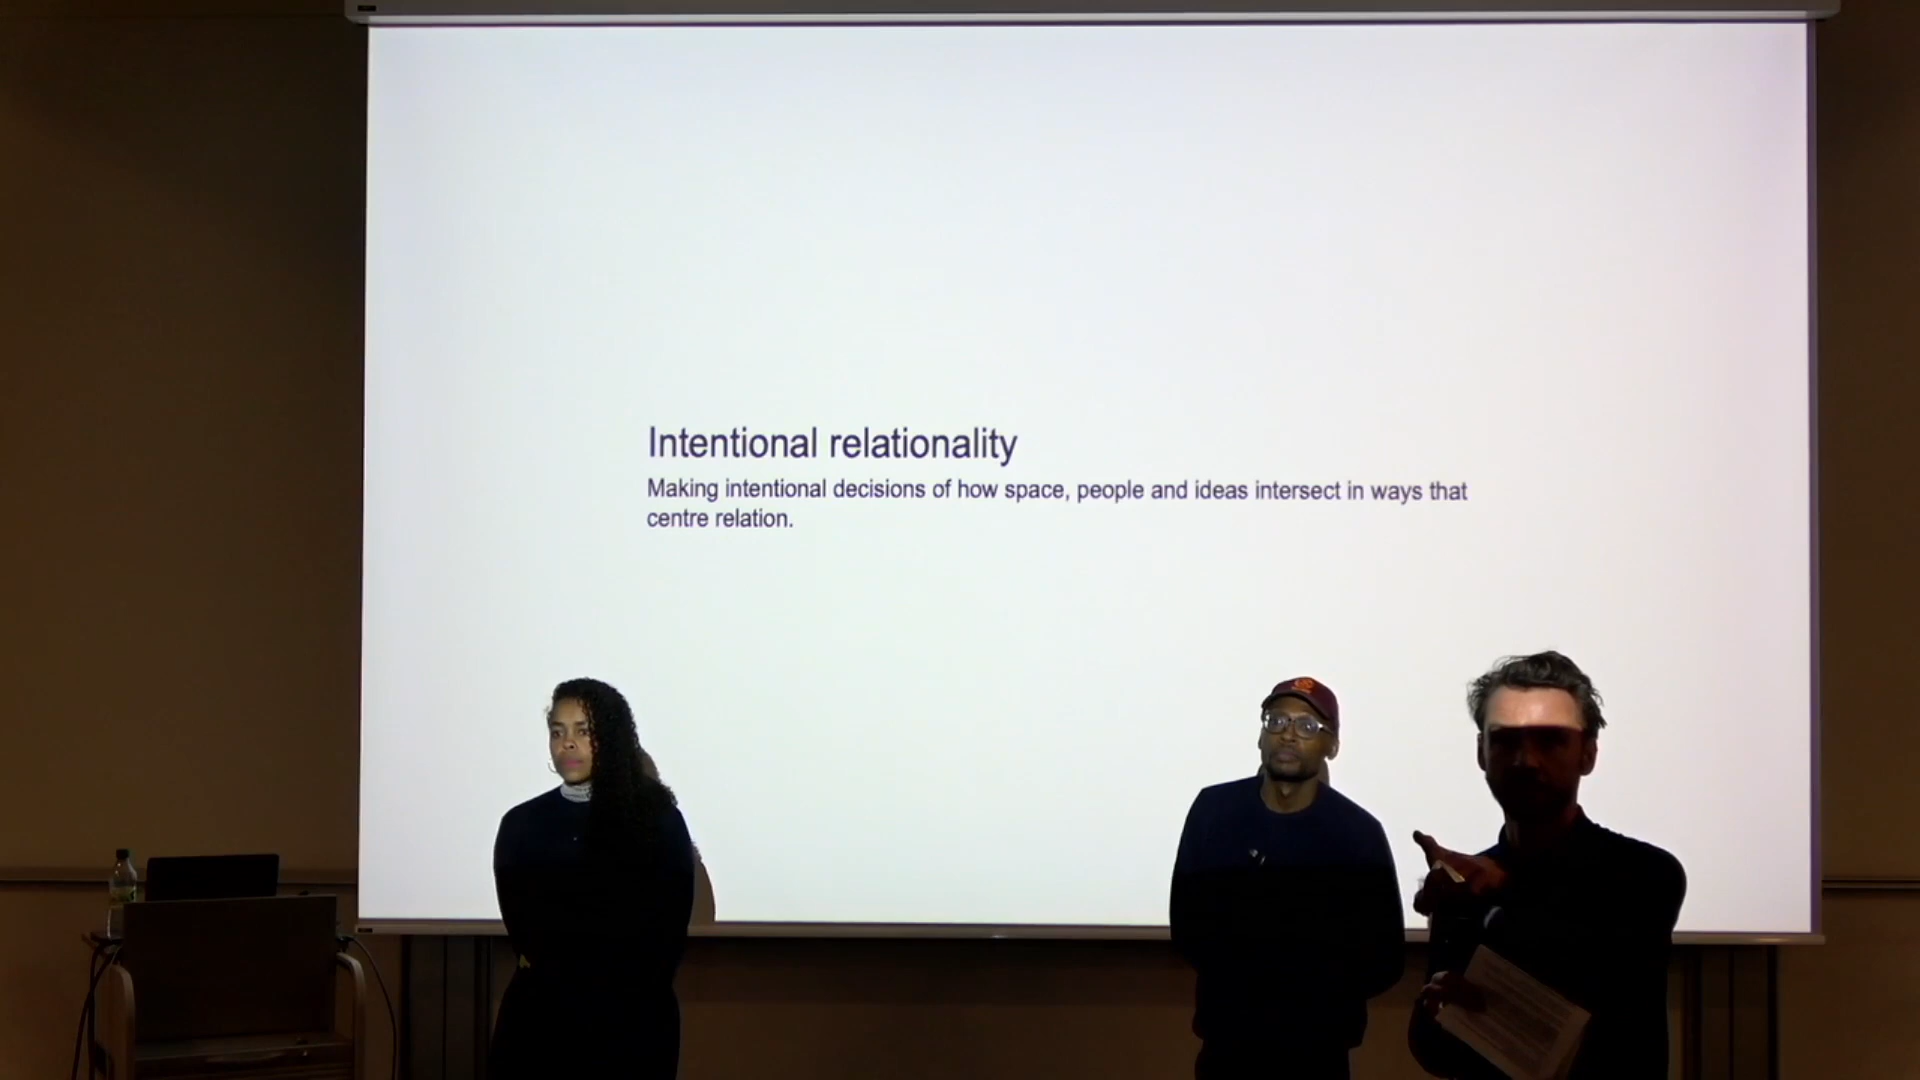 Intentional relationality
Making intentional decisions of how space, people and ideas intersect in ways that
centre relation.